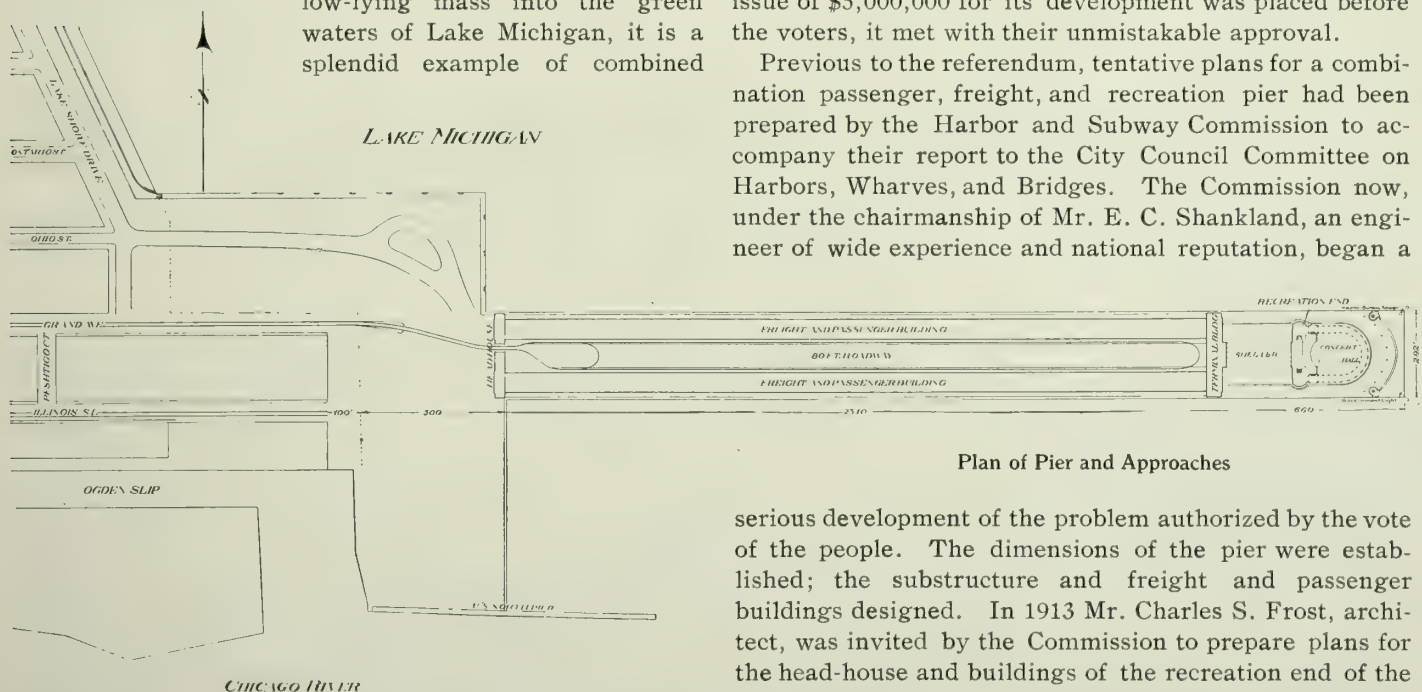 low-lying mass into the green
waters of Lake Michigan, it is a
splendid example of combined
issue of $5,000,000 for its development was placed before
the voters, it met with their unmistakable approval.
Previous to the referendum, tentative plans for a combi-
nation passenger, freight, and recreation pier had been
prepared by the Harbor and Subway Commission to ac-
company their report to the City Council Committee on
Harbors, Wharves, and Bridges. The Commission now,
under the chairmanship of Mr. E. C. Shankland, an engi-
neer of wide experience and national reputation, began a
LAKE MICHIGAN
LAKE SHORE DRIVE
OHIO ST.
GRAND AVE.
PESHTIGO CT.
ILLINOIS ST.
100'
300
OGDEN SLIP
CHICAGO RIVER
HEADHOUSE
FREIGHT AND PASSENGER BUILDING
80 FT. ROADWAY
FREIGHT AND PASSENGER BUILDING
TERMINAL BLDG
SHELTER
CONCERT
HALL
RECREATION END
292'
2340
660
Plan of Pier and Approaches
serious development of the problem authorized by the vote
of the people. The dimensions of the pier were estab-
lished; the substructure and freight and passenger
buildings designed. In 1913 Mr. Charles S. Frost, archi-
tect, was invited by the Commission to prepare plans for
the head-house and buildings of the recreation end of the